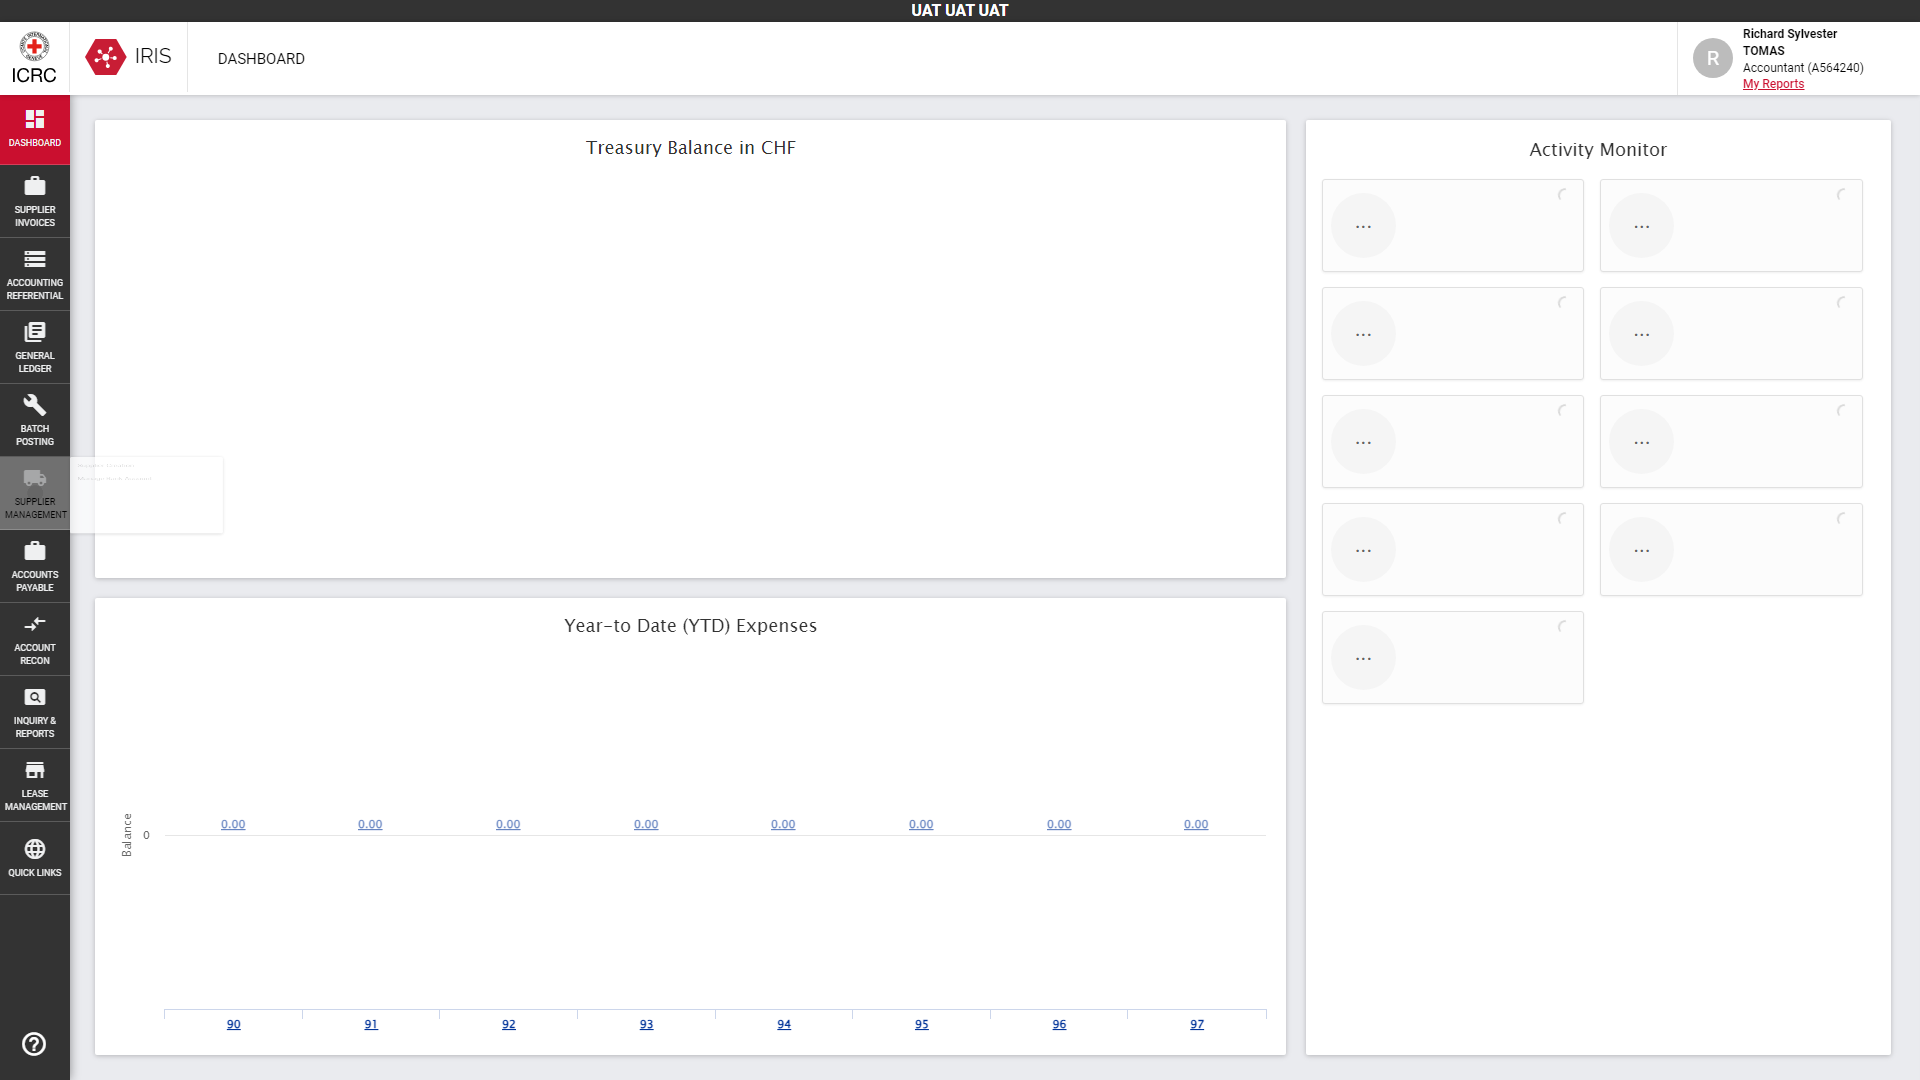 UAT UAT UAT
ICRC
IRIS
DASHBOARD
Richard Sylvester
TOMAS
Accountant (A564240)
My Reports
R
DASHBOARD
SUPPLIER
INVOICES
ACCOUNTING
REFERENTIAL
GENERAL
LEDGER
BATCH
POSTING
SUPPLIER
MANAGEMENT
ACCOUNTS
PAYABLE
ACCOUNT
RECON
INQUIRY &
REPORTS
LEASE
MANAGEMENT
QUICK LINKS
Treasury Balance in CHF
Year-to Date (YTD) Expenses
Balance
0
0.00 0.00 0.00 0.00 0.00 0.00 0.00 0.00
90 91 92 93 94 95 96 97
Activity Monitor
... ...
... ...
... ...
... ...
...